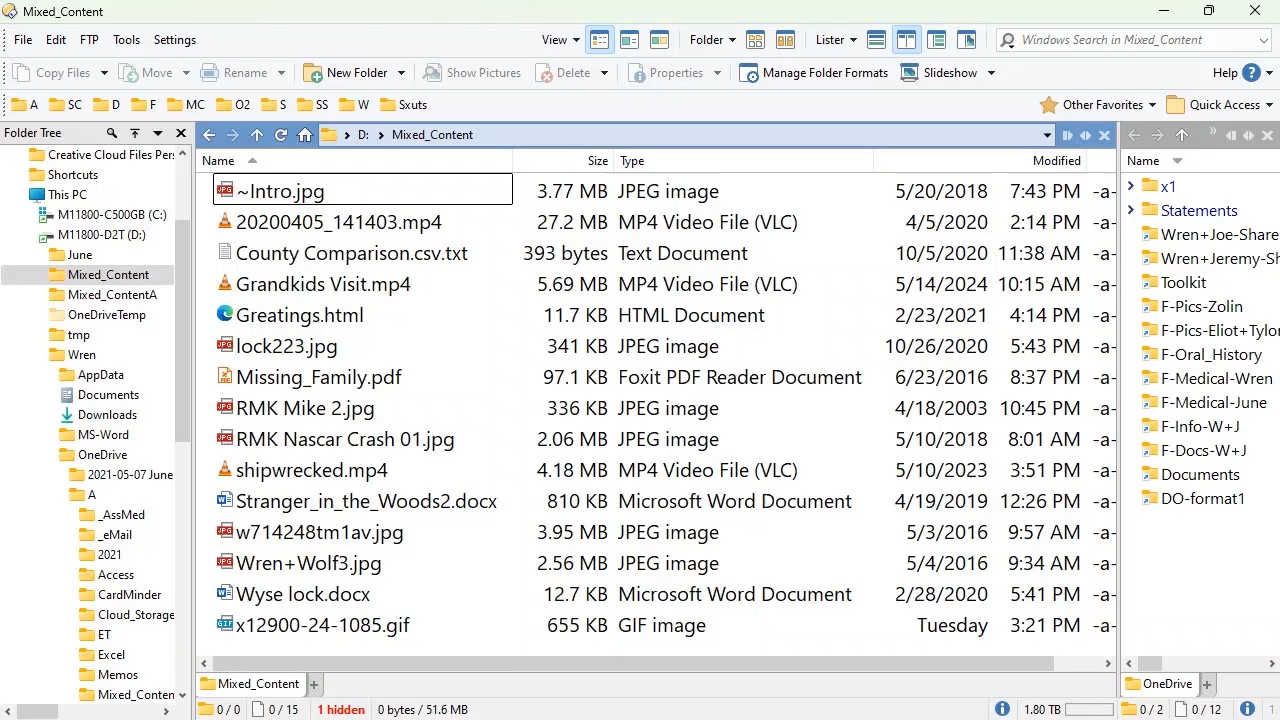 Mixed_Content
File Edit FTP Tools Settings
View Folder Lister Windows Search in Mixed_Content
Copy Files Move Rename New Folder Show Pictures Delete Properties Manage Folder Formats Slideshow Help
A SC D F MC O2 S SS W Sxuts Other Favorites Quick Access
Folder Tree
Creative Cloud Files Pers
Shortcuts
This PC
M11800-C500GB (C:)
M11800-D2T (D:)
June
Mixed_Content
Mixed_ContentA
OneDriveTemp
tmp
Wren
AppData
Documents
Downloads
MS-Word
OneDrive
2021-05-07 June
A
_AssMed
_eMail
2021
Access
CardMinder
Cloud_Storage
ET
Excel
Memos
Mixed_Conten
D: Mixed_Content
Name Size Type Modified
~Intro.jpg 3.77 MB JPEG image 5/20/2018 7:43 PM -a-
20200405_141403.mp4 27.2 MB MP4 Video File (VLC) 4/5/2020 2:14 PM -a-
County Comparison.csv.txt 393 bytes Text Document 10/5/2020 11:38 AM -a-
Grandkids Visit.mp4 5.69 MB MP4 Video File (VLC) 5/14/2024 10:15 AM -a-
Greatings.html 11.7 KB HTML Document 2/23/2021 4:14 PM -a-
lock223.jpg 341 KB JPEG image 10/26/2020 5:43 PM -a-
Missing_Family.pdf 97.1 KB Foxit PDF Reader Document 6/23/2016 8:37 PM -a-
RMK Mike 2.jpg 336 KB JPEG image 4/18/2003 10:45 PM -a-
RMK Nascar Crash 01.jpg 2.06 MB JPEG image 5/10/2018 8:01 AM -a-
shipwrecked.mp4 4.18 MB MP4 Video File (VLC) 5/10/2023 3:51 PM -a-
Stranger_in_the_Woods2.docx 810 KB Microsoft Word Document 4/19/2019 12:26 PM -a-
w714248tm1av.jpg 3.95 MB JPEG image 5/3/2016 9:57 AM -a-
Wren+Wolf3.jpg 2.56 MB JPEG image 5/4/2016 9:34 AM -a-
Wyse lock.docx 12.7 KB Microsoft Word Document 2/28/2020 5:41 PM -a-
x12900-24-1085.gif 655 KB GIF image Tuesday 3:21 PM -a-
Mixed_Content
0 / 0 0 / 15 1 hidden 0 bytes / 51.6 MB 1.80 TB
Name
x1
Statements
Wren+Joe-Share
Wren+Jeremy-Sh
Toolkit
F-Pics-Zolin
F-Pics-Eliot+Tylor
F-Oral_History
F-Medical-Wren
F-Medical-June
F-Info-W+J
F-Docs-W+J
Documents
DO-format1
OneDrive
0 / 2 0 / 12 1.